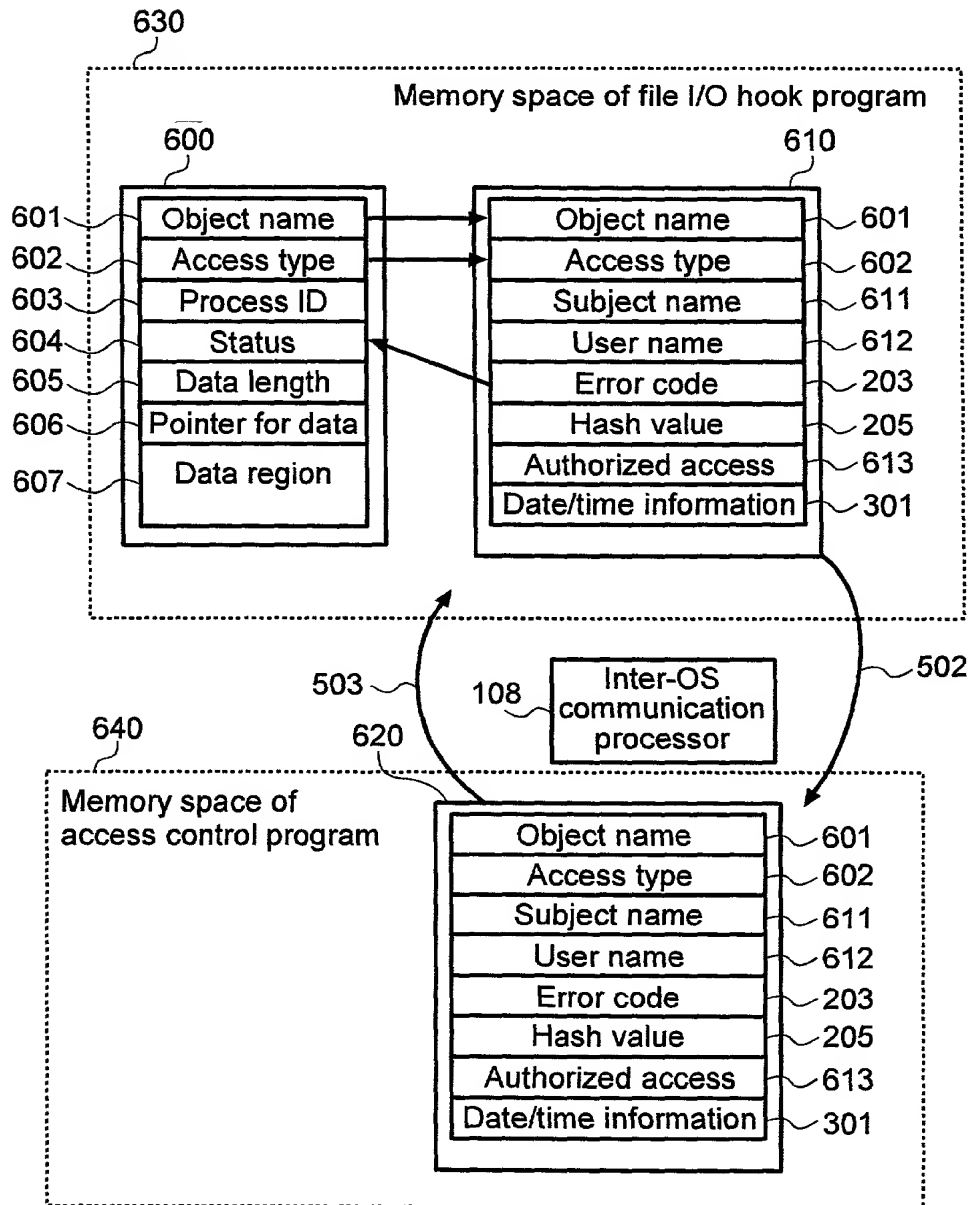 630
Memory space of file I/O hook program
600
610
601 Object name
602 Access type
603 Process ID
604 Status
605 Data length
606 Pointer for data
607 Data region
Object name 601
Access type 602
Subject name 611
User name 612
Error code 203
Hash value 205
Authorized access 613
Date/time information 301
503
502
108
Inter-OS
communication
processor
640
620
Memory space of
access control program
Object name 601
Access type 602
Subject name 611
User name 612
Error code 203
Hash value 205
Authorized access 613
Date/time information 301